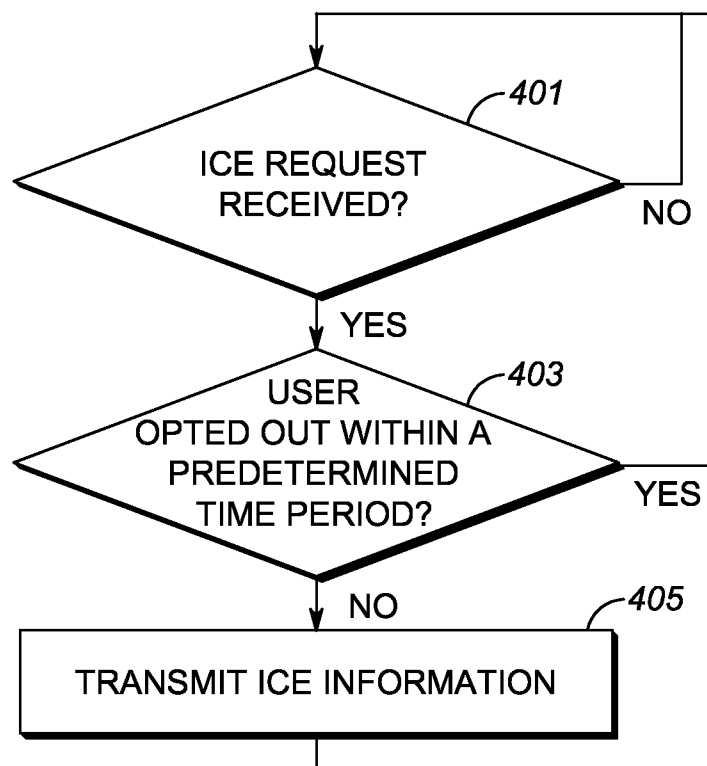 401
ICE REQUEST
RECEIVED?
NO
YES
403
USER
OPTED OUT WITHIN A
PREDETERMINED
TIME PERIOD?
YES
NO
405
TRANSMIT ICE INFORMATION